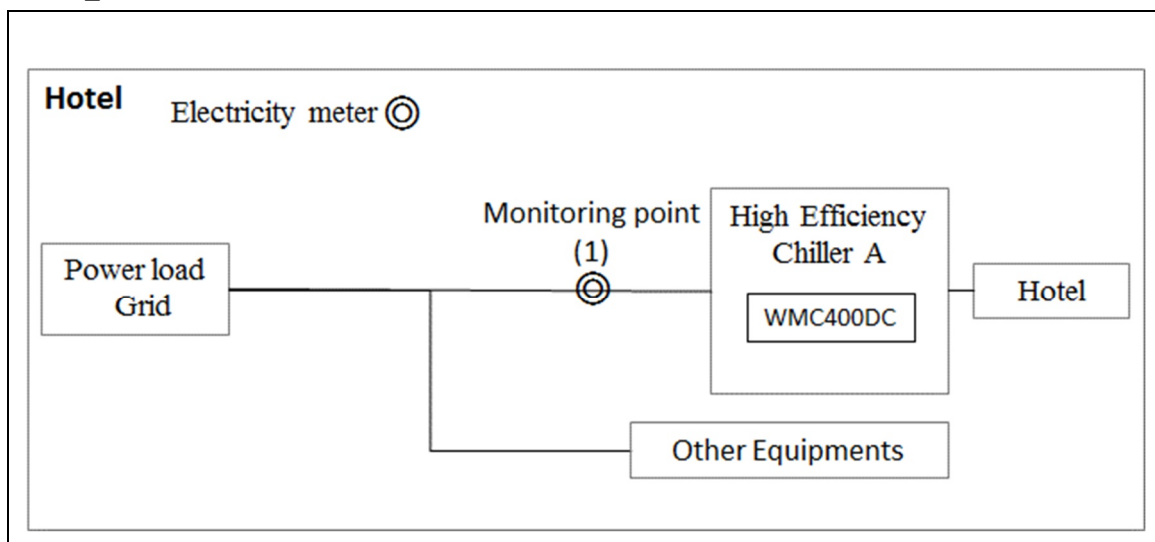 Hotel
Electricity meter
Monitoring point
(1)
High Efficiency
Chiller A
WMC400DC
Power load
Grid
Hotel
Other Equipments